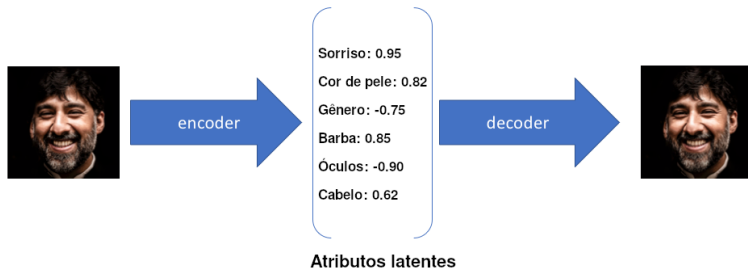 Sorriso: 0.95
Cor de pele: 0.82
Gênero: -0.75
Barba: 0.85
Óculos: -0.90
Cabelo: 0.62
encoder
decoder
Atributos latentes